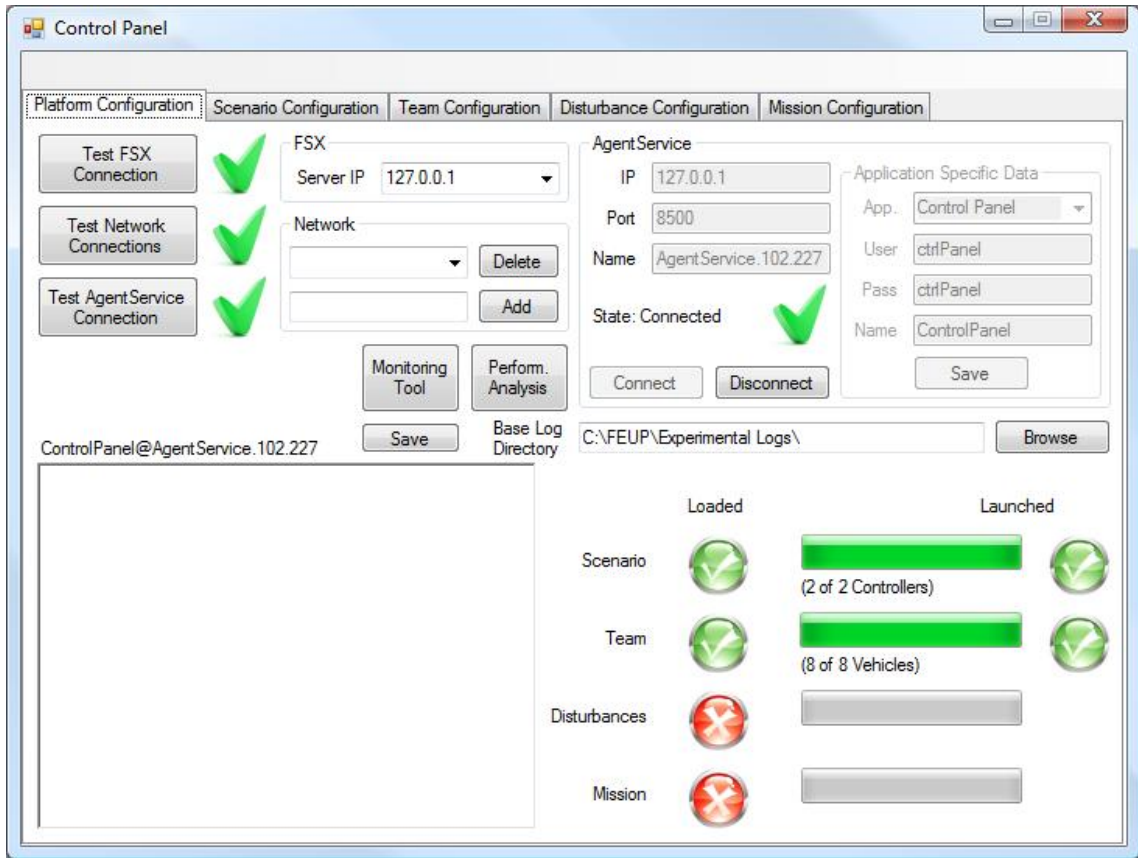 Control Panel
Platform Configuration
Scenario Configuration
Team Configuration
Disturbance Configuration
Mission Configuration
Test FSX
Connection
Test Network
Connections
Test AgentService
Connection
FSX
Server IP
127.0.0.1
Network
Delete
Add
Monitoring
Tool
Perform.
Analysis
AgentService
IP
127.0.0.1
Port
8500
Name
AgentService.102.227
State: Connected
Connect
Disconnect
Application Specific Data
App.
Control Panel
User
ctrlPanel
Pass
ctrlPanel
Name
ControlPanel
Save
ControlPanel@AgentService.102.227
Save
Base Log
Directory
C:\FEUP\Experimental Logs\
Browse
Loaded
Launched
Scenario
(2 of 2 Controllers)
Team
(8 of 8 Vehicles)
Disturbances
Mission